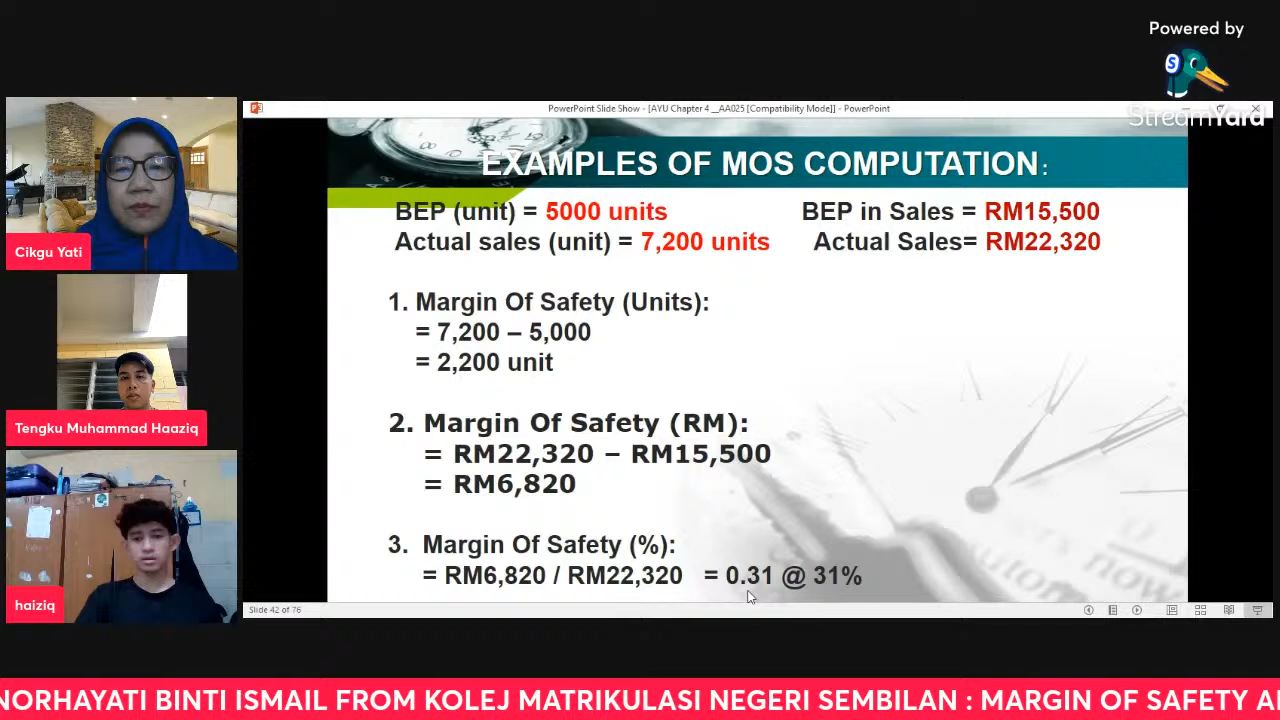 Powered by
StreamYard
PowerPoint Slide Show - [AYU Chapter 4 __AA025 [Compatibility Mode]] - PowerPoint
EXAMPLES OF MOS COMPUTATION :
BEP (unit) = 5000 units BEP in Sales = RM15,500
Actual sales (unit) = 7,200 units Actual Sales= RM22,320
1. Margin Of Safety (Units):
= 7,200 – 5,000
= 2,200 unit
2. Margin Of Safety (RM):
= RM22,320 – RM15,500
= RM6,820
3. Margin Of Safety (%):
= RM6,820 / RM22,320 = 0.31 @ 31%
Slide 42 of 76
Cikgu Yati
Tengku Muhammad Haaziq
haiziq
NORHAYATI BINTI ISMAIL FROM KOLEJ MATRIKULASI NEGERI SEMBILAN : MARGIN OF SAFETY